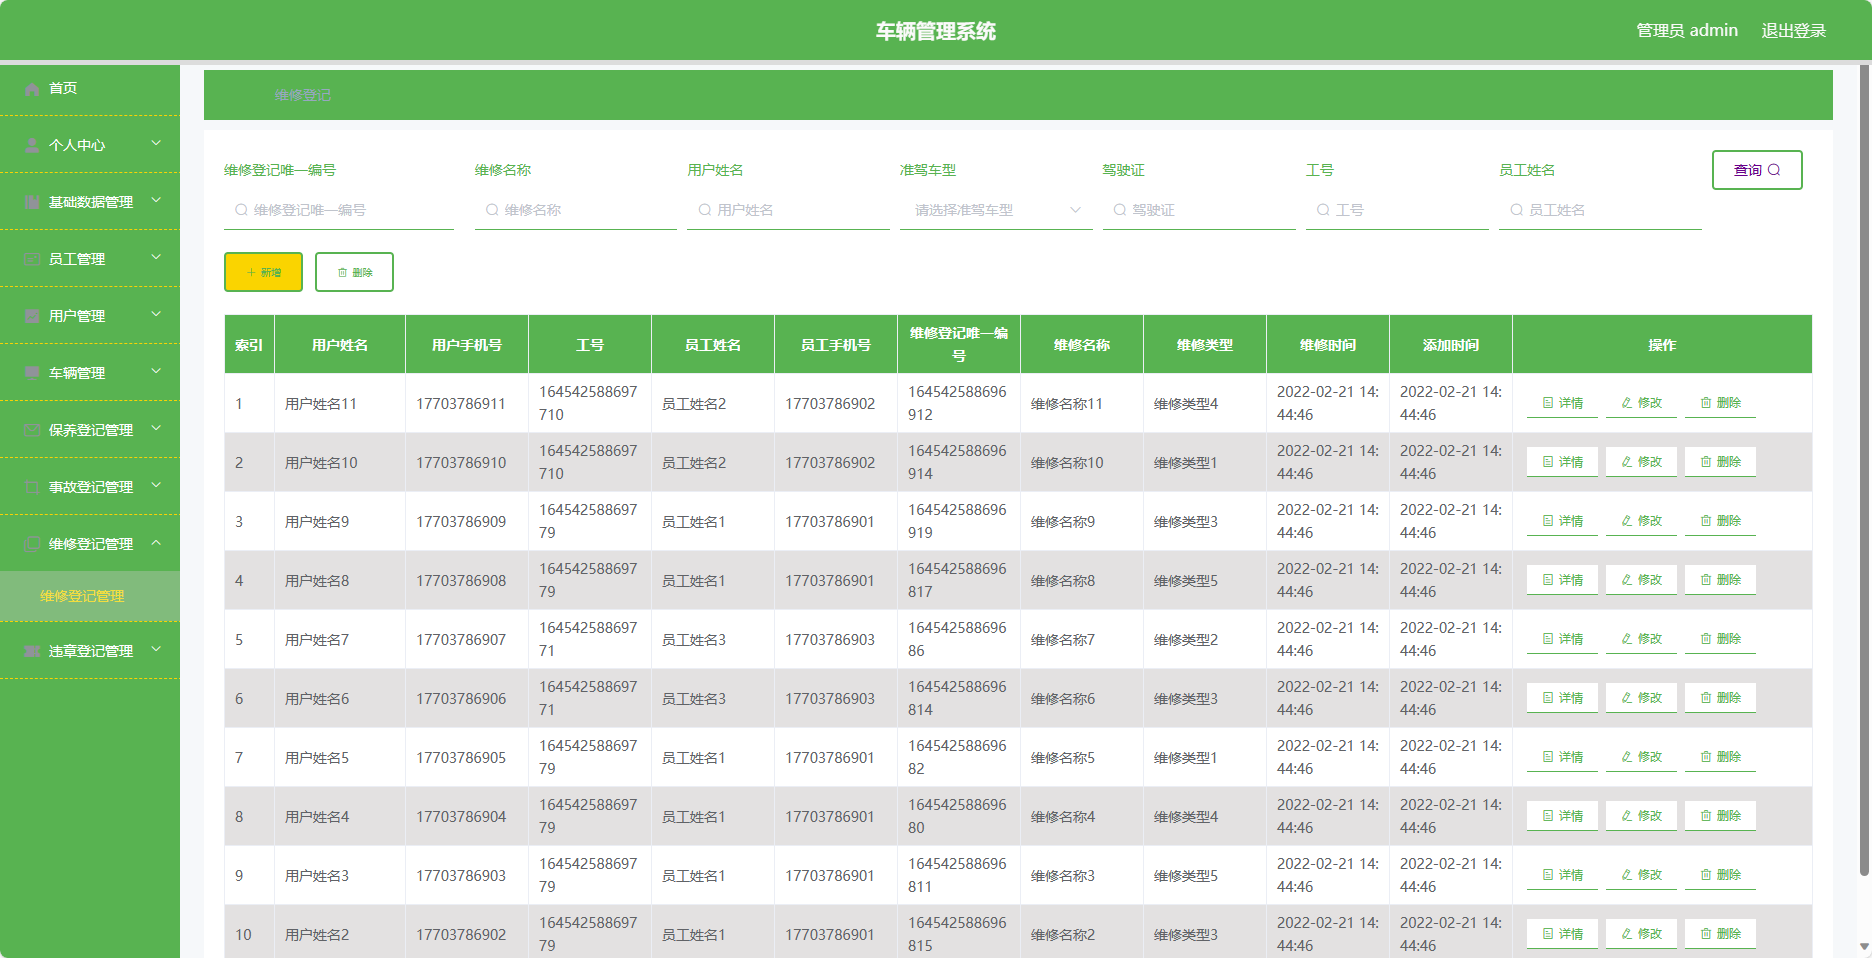 车辆管理系统
管理员 admin
退出登录
首页
个人中心
基础数据管理
员工管理
用户管理
车辆管理
保养登记管理
事故登记管理
维修登记管理
维修登记管理
违章登记管理
维修登记
维修登记唯一编号 维修名称 用户姓名 准驾车型 驾驶证 工号 员工姓名 查询
维修登记唯一编号 维修名称 用户姓名 请选择准驾车型 驾驶证 工号 员工姓名
新增 删除
索引 用户姓名 用户手机号 工号 员工姓名 员工手机号 维修登记唯一编号 维修名称 维修类型 维修时间 添加时间 操作
1 用户姓名11 17703786911 164542588697710 员工姓名2 17703786902 164542588696912 维修名称11 维修类型4 2022-02-21 14:44:46 2022-02-21 14:44:46 详情 修改 删除
2 用户姓名10 17703786910 164542588697710 员工姓名2 17703786902 164542588696914 维修名称10 维修类型1 2022-02-21 14:44:46 2022-02-21 14:44:46 详情 修改 删除
3 用户姓名9 17703786909 16454258869779 员工姓名1 17703786901 164542588696919 维修名称9 维修类型3 2022-02-21 14:44:46 2022-02-21 14:44:46 详情 修改 删除
4 用户姓名8 17703786908 16454258869779 员工姓名1 17703786901 164542588696817 维修名称8 维修类型5 2022-02-21 14:44:46 2022-02-21 14:44:46 详情 修改 删除
5 用户姓名7 17703786907 16454258869771 员工姓名3 17703786903 16454258869686 维修名称7 维修类型2 2022-02-21 14:44:46 2022-02-21 14:44:46 详情 修改 删除
6 用户姓名6 17703786906 16454258869771 员工姓名3 17703786903 164542588696814 维修名称6 维修类型3 2022-02-21 14:44:46 2022-02-21 14:44:46 详情 修改 删除
7 用户姓名5 17703786905 16454258869779 员工姓名1 17703786901 16454258869682 维修名称5 维修类型1 2022-02-21 14:44:46 2022-02-21 14:44:46 详情 修改 删除
8 用户姓名4 17703786904 16454258869779 员工姓名1 17703786901 16454258869680 维修名称4 维修类型4 2022-02-21 14:44:46 2022-02-21 14:44:46 详情 修改 删除
9 用户姓名3 17703786903 16454258869779 员工姓名1 17703786901 164542588696811 维修名称3 维修类型5 2022-02-21 14:44:46 2022-02-21 14:44:46 详情 修改 删除
10 用户姓名2 17703786902 16454258869779 员工姓名1 17703786901 164542588696815 维修名称2 维修类型3 2022-02-21 14:44:46 2022-02-21 14:44:46 详情 修改 删除